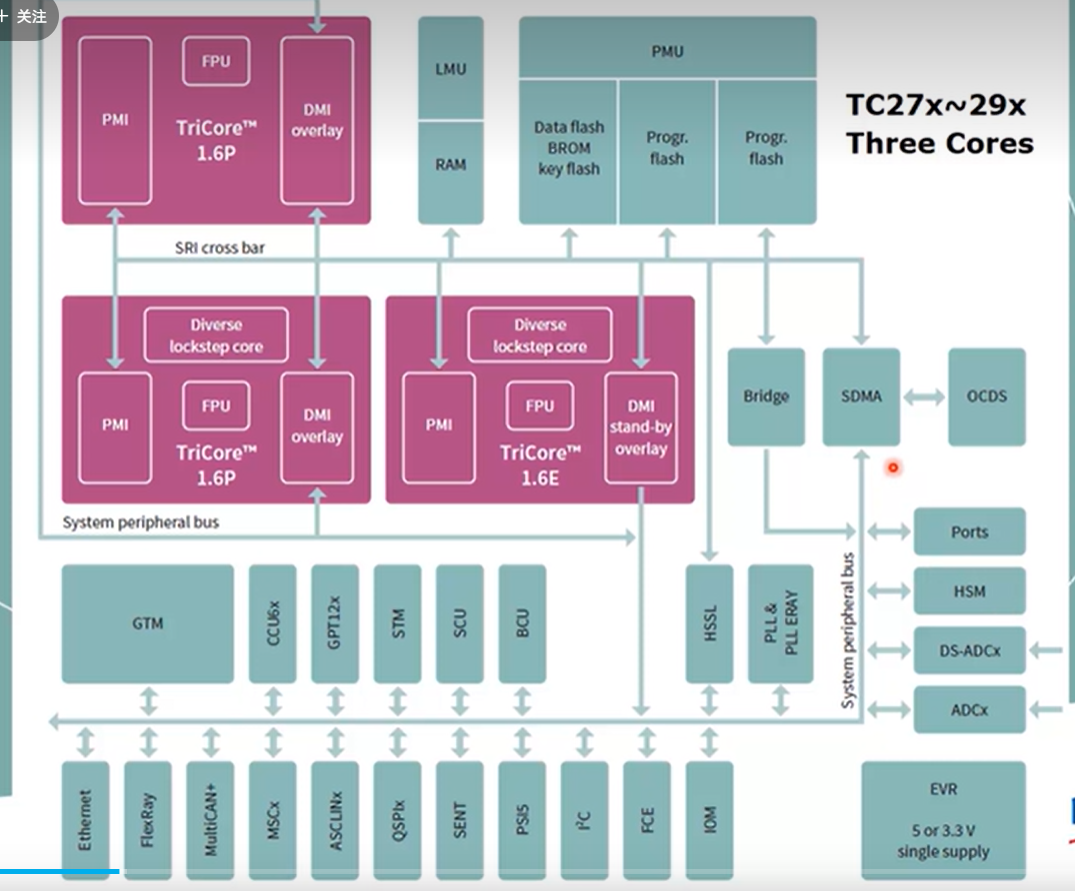 + 关注
FPU
PMI
TriCore™
1.6P
DMI
overlay
LMU
RAM
PMU
Data flash
BROM
key flash
Progr.
flash
Progr.
flash
TC27x~29x
Three Cores
SRI cross bar
Diverse
lockstep core
PMI
FPU
TriCore™
1.6P
DMI
overlay
Diverse
lockstep core
PMI
FPU
TriCore™
1.6E
DMI
stand-by
overlay
Bridge
SDMA
OCDS
System peripheral bus
GTM
CCU6x
GPT12x
STM
SCU
BCU
HSSL
PLL &
PLL ERAY
System peripheral bus
Ports
HSM
DS-ADCx
ADCx
Ethernet
FlexRay
MultiCAN+
MSCx
ASCLINx
QSPIx
SENT
PSI5
I²C
FCE
IOM
EVR
5 or 3.3 V
single supply